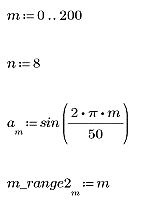 m:=0..200
n:=8
a_m:=sin(2•π•m/50)
m_range2_m:=m